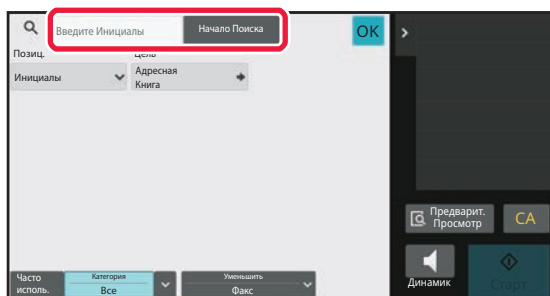 Введите Инициалы
Начало Поиска
OK
Позиц.
Цель
Инициалы
Адресная
Книга
Предварит.
Просмотр
CA
Динамик
Старт
Часто
исполь.
Категория
Все
Уменьшить
Факс